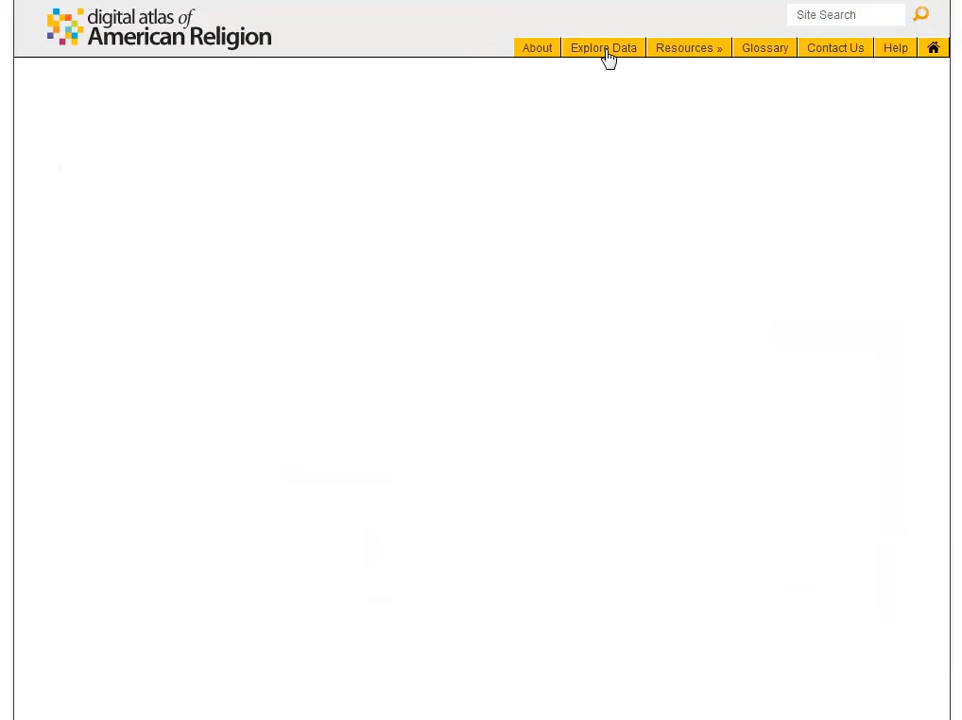 digital atlas of
American Religion
Site Search
About Explore Data Resources » Glossary Contact Us Help